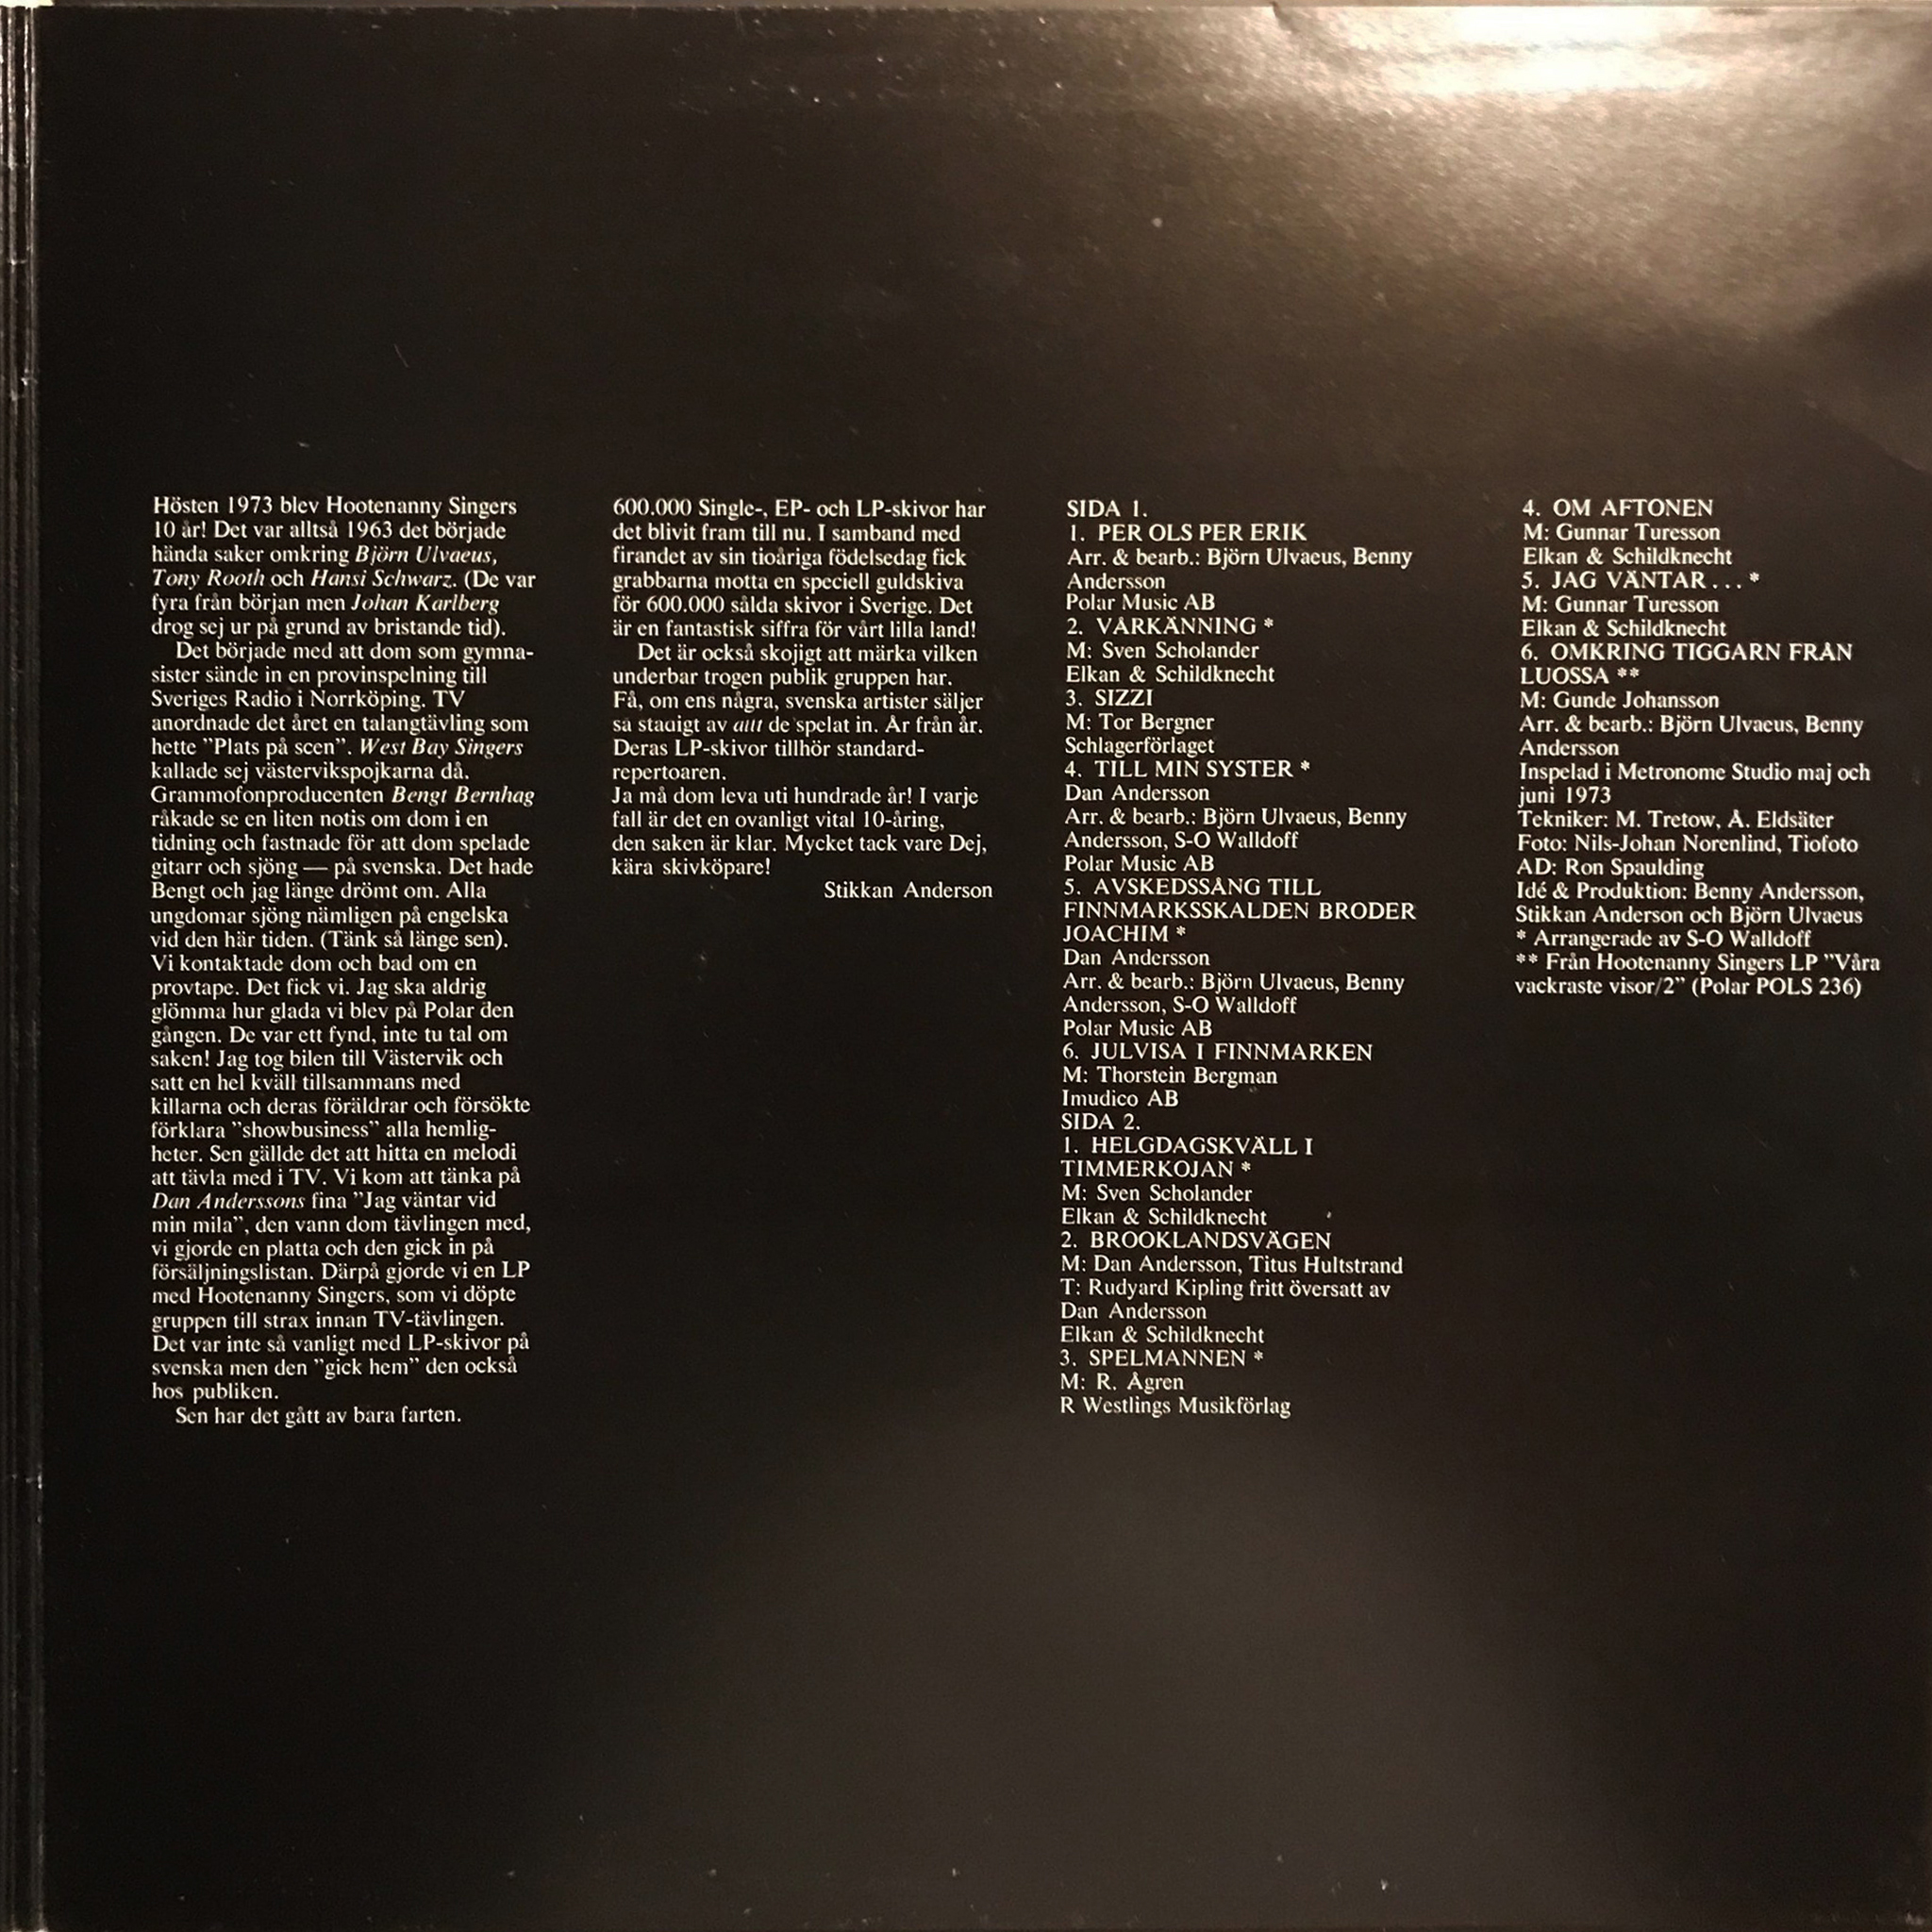 Hösten 1973 blev Hootenanny Singers
10 år! Det var alltså 1963 det började
hända saker omkring Björn Ulvaeus,
Tony Rooth och Hansi Schwarz. (De var
fyra från början men Johan Karlberg
drog sej ur på grund av bristande tid).
Det började med att dom som gymna-
sister sände in en provinspelning till
Sveriges Radio i Norrköping. TV
anordnade det året en talangtävling som
hette ”Plats på scen”. West Bay Singers
kallade sej västervikspojkarna då.
Grammofonproducenten Bengt Bernhag
råkade se en liten notis om dom i en
tidning och fastnade för att dom spelade
gitarr och sjöng — på svenska. Det hade
Bengt och jag länge drömt om. Alla
ungdomar sjöng nämligen på engelska
vid den här tiden. (Tänk så länge sen).
Vi kontaktade dom och bad om en
provtape. Det fick vi. Jag ska aldrig
glömma hur glada vi blev på Polar den
gången. De var ett fynd, inte tu tal om
saken! Jag tog bilen till Västervik och
satt en hel kväll tillsammans med
killarna och deras föräldrar och försökte
förklara ”showbusiness” alla hemlig-
heter. Sen gällde det att hitta en melodi
att tävla med i TV. Vi kom att tänka på
Dan Anderssons fina ”Jag väntar vid
min mila”, den vann dom tävlingen med,
vi gjorde en platta och den gick in på
försäljningslistan. Därpå gjorde vi en LP
med Hootenanny Singers, som vi döpte
gruppen till strax innan TV-tävlingen.
Det var inte så vanligt med LP-skivor på
svenska men den ”gick hem” den också
hos publiken.
Sen har det gått av bara farten.
600.000 Single-, EP- och LP-skivor har
det blivit fram till nu. I samband med
firandet av sin tioåriga födelsedag fick
grabbarna motta en speciell guldskiva
för 600.000 sålda skivor i Sverige. Det
är en fantastisk siffra för vårt lilla land!
Det är också skojigt att märka vilken
underbar trogen publik gruppen har.
Få, om ens några, svenska artister säljer
så stadigt av allt de spelat in. År från år.
Deras LP-skivor tillhör standard-
repertoaren.
Ja må dom leva uti hundrade år! I varje
fall är det en ovanligt vital 10-åring,
den saken är klar. Mycket tack vare Dej,
kära skivköpare!
Stikkan Anderson
SIDA 1.
1. PER OLS PER ERIK
Arr. & bearb.: Björn Ulvaeus, Benny
Andersson
Polar Music AB
2. VÅRKÄNNING *
M: Sven Scholander
Elkan & Schildknecht
3. SIZZI
M: Tor Bergner
Schlagerförlaget
4. TILL MIN SYSTER *
Dan Andersson
Arr. & bearb.: Björn Ulvaeus, Benny
Andersson, S-O Walldoff
Polar Music AB
5. AVSKEDSSÅNG TILL
FINNMARKSSKALDEN BRODER
JOACHIM *
Dan Andersson
Arr. & bearb.: Björn Ulvaeus, Benny
Andersson, S-O Walldoff
Polar Music AB
6. JULVISA I FINNMARKEN
M: Thorstein Bergman
Imudico AB
SIDA 2.
1. HELGDAGSKVÄLL I
TIMMERKOJAN *
M: Sven Scholander
Elkan & Schildknecht
2. BROOKLANDSVÄGEN
M: Dan Andersson, Titus Hultstrand
T: Rudyard Kipling fritt översatt av
Dan Andersson
Elkan & Schildknecht
3. SPELMANNEN *
M: R. Ågren
R Westlings Musikförlag
4. OM AFTONEN
M: Gunnar Turesson
Elkan & Schildknecht
5. JAG VÄNTAR . . . *
M: Gunnar Turesson
Elkan & Schildknecht
6. OMKRING TIGGARN FRÅN
LUOSSA **
M: Gunde Johansson
Arr. & bearb.: Björn Ulvaeus, Benny
Andersson
Inspelad i Metronome Studio maj och
juni 1973
Tekniker: M. Tretow, Å. Eldsäter
Foto: Nils-Johan Norenlind, Tiofoto
AD: Ron Spaulding
Idé & Produktion: Benny Andersson,
Stikkan Anderson och Björn Ulvaeus
* Arrangerade av S-O Walldoff
** Från Hootenanny Singers LP ”Våra
vackraste visor/2” (Polar POLS 236)